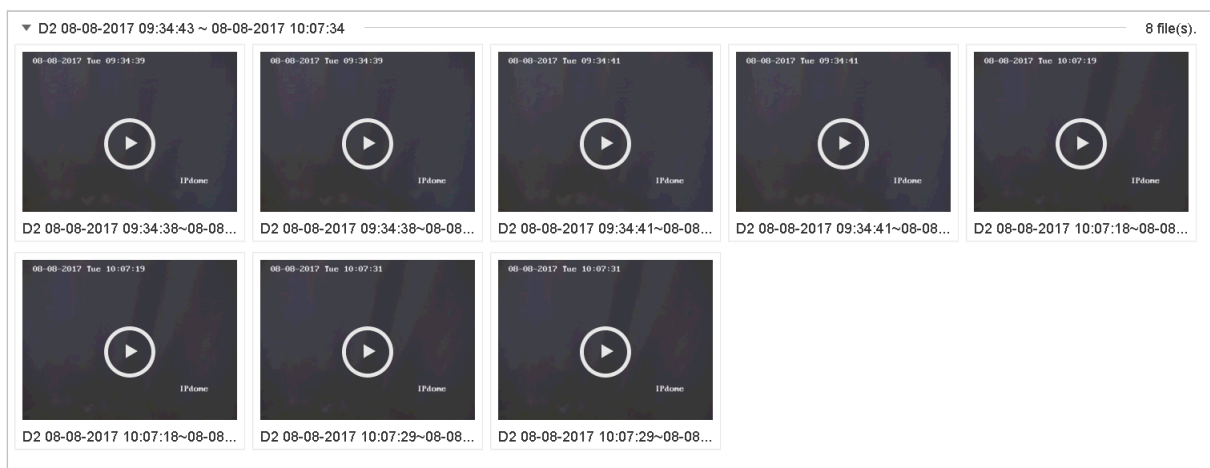 D2 08-08-2017 09:34:43 ~ 08-08-2017 10:07:34 8 file(s).
08-08-2017 Tue 09:34:39 08-08-2017 Tue 09:34:39 08-08-2017 Tue 09:34:41 08-08-2017 Tue 09:34:41 08-08-2017 Tue 10:07:19
IPdome IPdome IPdome IPdome IPdome
D2 08-08-2017 09:34:38~08-08... D2 08-08-2017 09:34:38~08-08... D2 08-08-2017 09:34:41~08-08... D2 08-08-2017 09:34:41~08-08... D2 08-08-2017 10:07:18~08-08...
08-08-2017 Tue 10:07:19 08-08-2017 Tue 10:07:31 08-08-2017 Tue 10:07:31
IPdome IPdome IPdome
D2 08-08-2017 10:07:18~08-08... D2 08-08-2017 10:07:29~08-08... D2 08-08-2017 10:07:29~08-08...